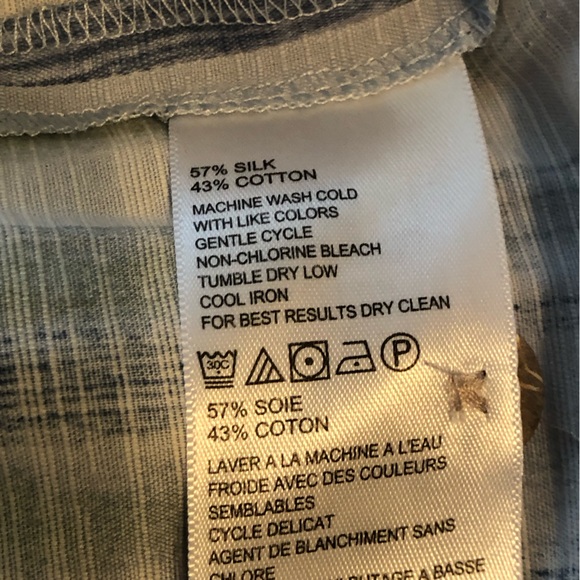 57% SILK
43% COTTON
MACHINE WASH COLD
WITH LIKE COLORS
GENTLE CYCLE
NON-CHLORINE BLEACH
TUMBLE DRY LOW
COOL IRON
FOR BEST RESULTS DRY CLEAN
30C P
57% SOIE
43% COTON
LAVER A LA MACHINE A L'EAU
FROIDE AVEC DES COULEURS
SEMBLABLES
CYCLE DELICAT
AGENT DE BLANCHIMENT SANS
CHLORE
A BASSE